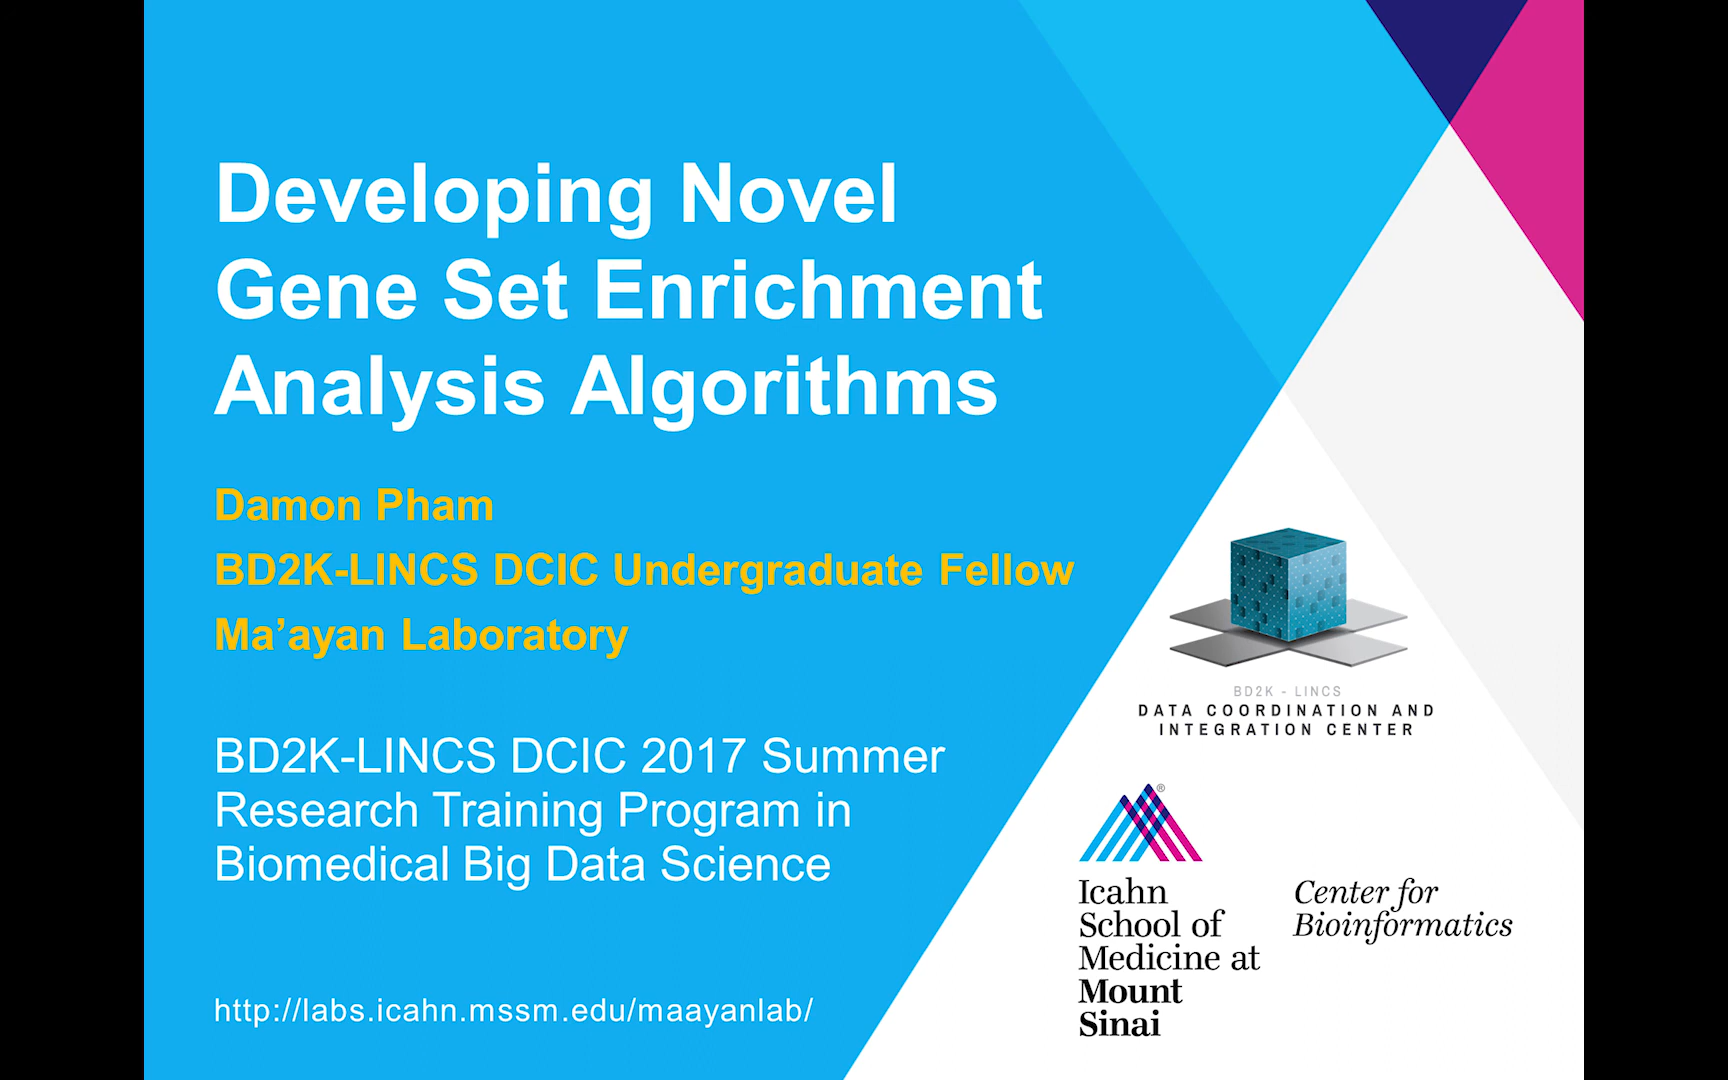 Developing Novel
Gene Set Enrichment
Analysis Algorithms
Damon Pham
BD2K-LINCS DCIC Undergraduate Fellow
Ma’ayan Laboratory
BD2K-LINCS DCIC 2017 Summer
Research Training Program in
Biomedical Big Data Science
http://labs.icahn.mssm.edu/maayanlab/
BD2K - LINCS
DATA COORDINATION AND
INTEGRATION CENTER
®
Icahn
School of
Medicine at
Mount
Sinai
Center for
Bioinformatics